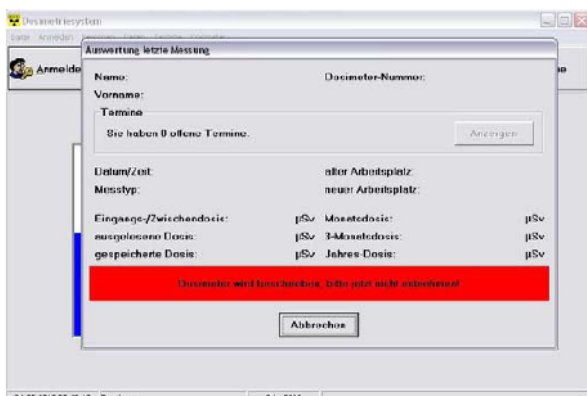 Dosimetriesystem
Anmelde
Auswertung letzte Messung
Name: Dosimeter-Nummer:
Vorname:
Termine
Sie haben 0 offene Termine.
Anzeigen
Datum/Zeit: alter Arbeitsplatz:
Messtyp: neuer Arbeitsplatz:
Eingangs-/Zwischendosis: µSv Monatsdosis: µSv
ausgelesene Dosis: µSv 3-Monatsdosis: µSv
gespeicherte Dosis: µSv Jahres-Dosis: µSv
Dosimeter wird beschrieben, bitte jetzt nicht entnehmen!
Abbrechen